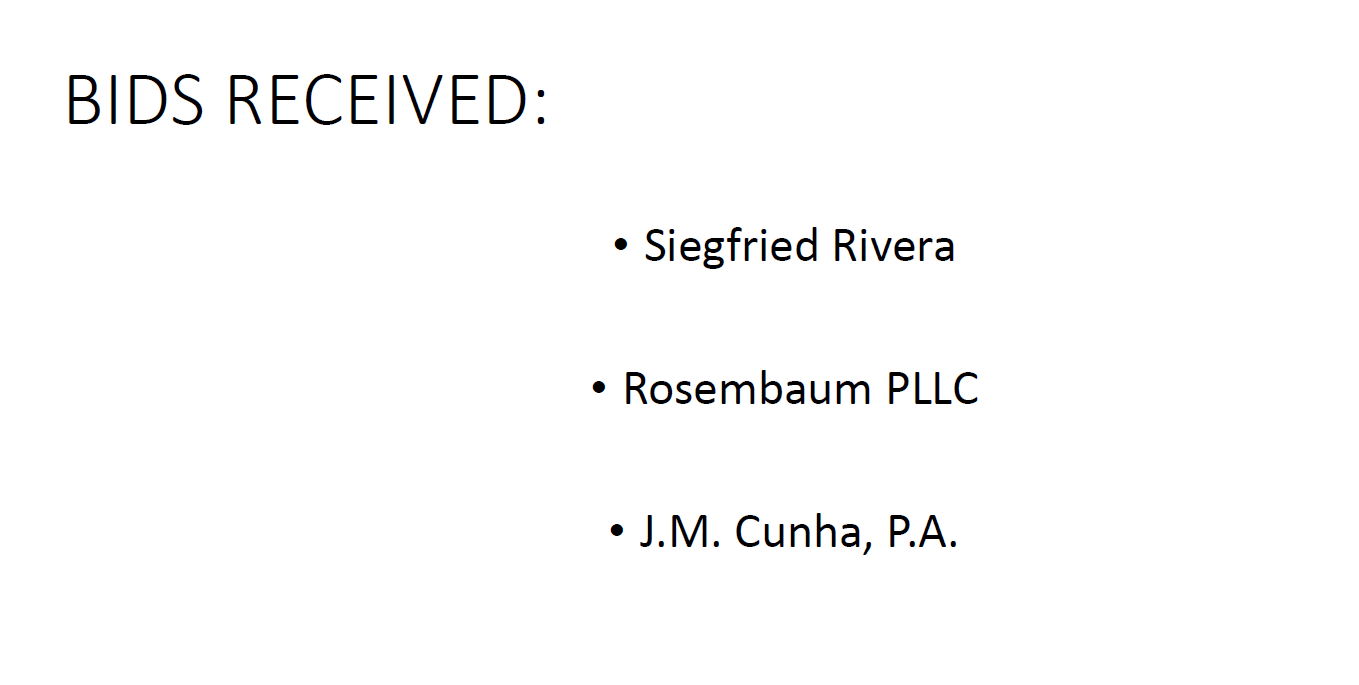 BIDS RECEIVED:
• Siegfried Rivera
• Rosembaum PLLC
• J.M. Cunha, P.A.